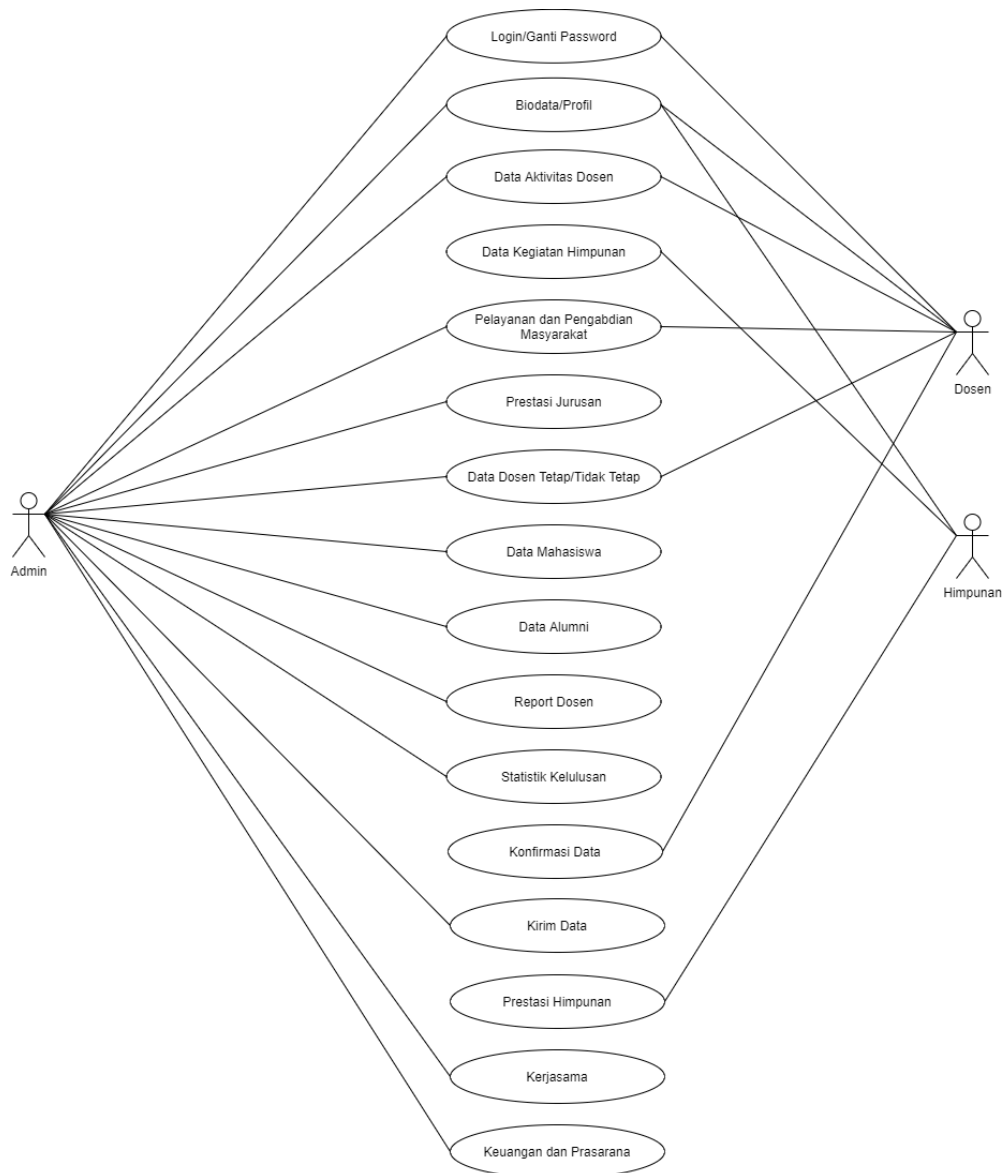 Login/Ganti Password
Biodata/Profil
Data Aktivitas Dosen
Data Kegiatan Himpunan
Pelayanan dan Pengabdian
Masyarakat
Prestasi Jurusan
Data Dosen Tetap/Tidak Tetap
Data Mahasiswa
Data Alumni
Report Dosen
Statistik Kelulusan
Konfirmasi Data
Kirim Data
Prestasi Himpunan
Kerjasama
Keuangan dan Prasarana
Admin
Dosen
Himpunan